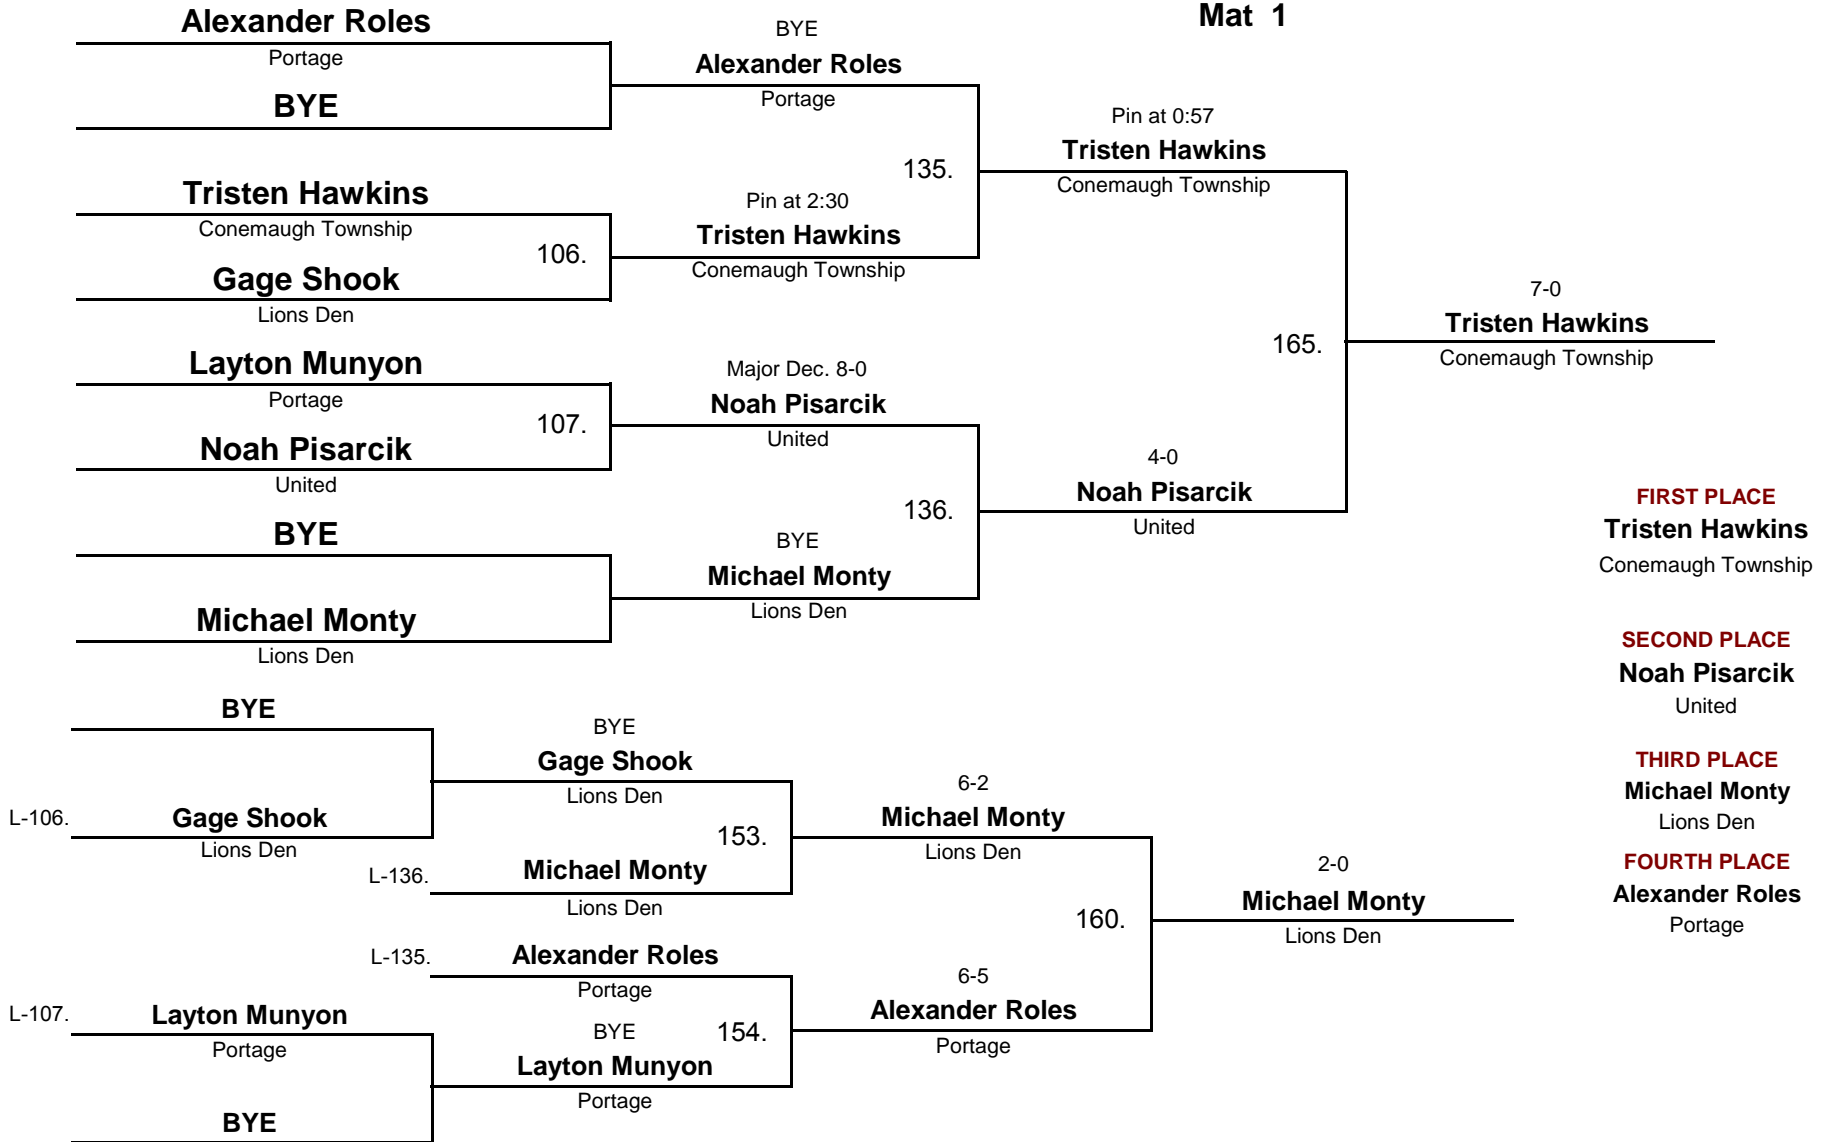 Mat 1
Alexander Roles
Portage
BYE
Tristen Hawkins
Conemaugh Township
106.
Gage Shook
Lions Den
Layton Munyon
Portage
107.
Noah Pisarcik
United
BYE
Michael Monty
Lions Den
BYE
Alexander Roles
Portage
135.
Pin at 2:30
Tristen Hawkins
Conemaugh Township
Major Dec. 8-0
Noah Pisarcik
United
136.
BYE
Michael Monty
Lions Den
Pin at 0:57
Tristen Hawkins
Conemaugh Township
165.
4-0
Noah Pisarcik
United
7-0
Tristen Hawkins
Conemaugh Township
BYE
L-106.
Gage Shook
Lions Den
L-107.
Layton Munyon
Portage
BYE
BYE
Gage Shook
Lions Den
153.
L-136.
Michael Monty
Lions Den
L-135.
Alexander Roles
Portage
154.
BYE
Layton Munyon
Portage
6-2
Michael Monty
Lions Den
160.
6-5
Alexander Roles
Portage
2-0
Michael Monty
Lions Den
FIRST PLACE
Tristen Hawkins
Conemaugh Township
SECOND PLACE
Noah Pisarcik
United
THIRD PLACE
Michael Monty
Lions Den
FOURTH PLACE
Alexander Roles
Portage